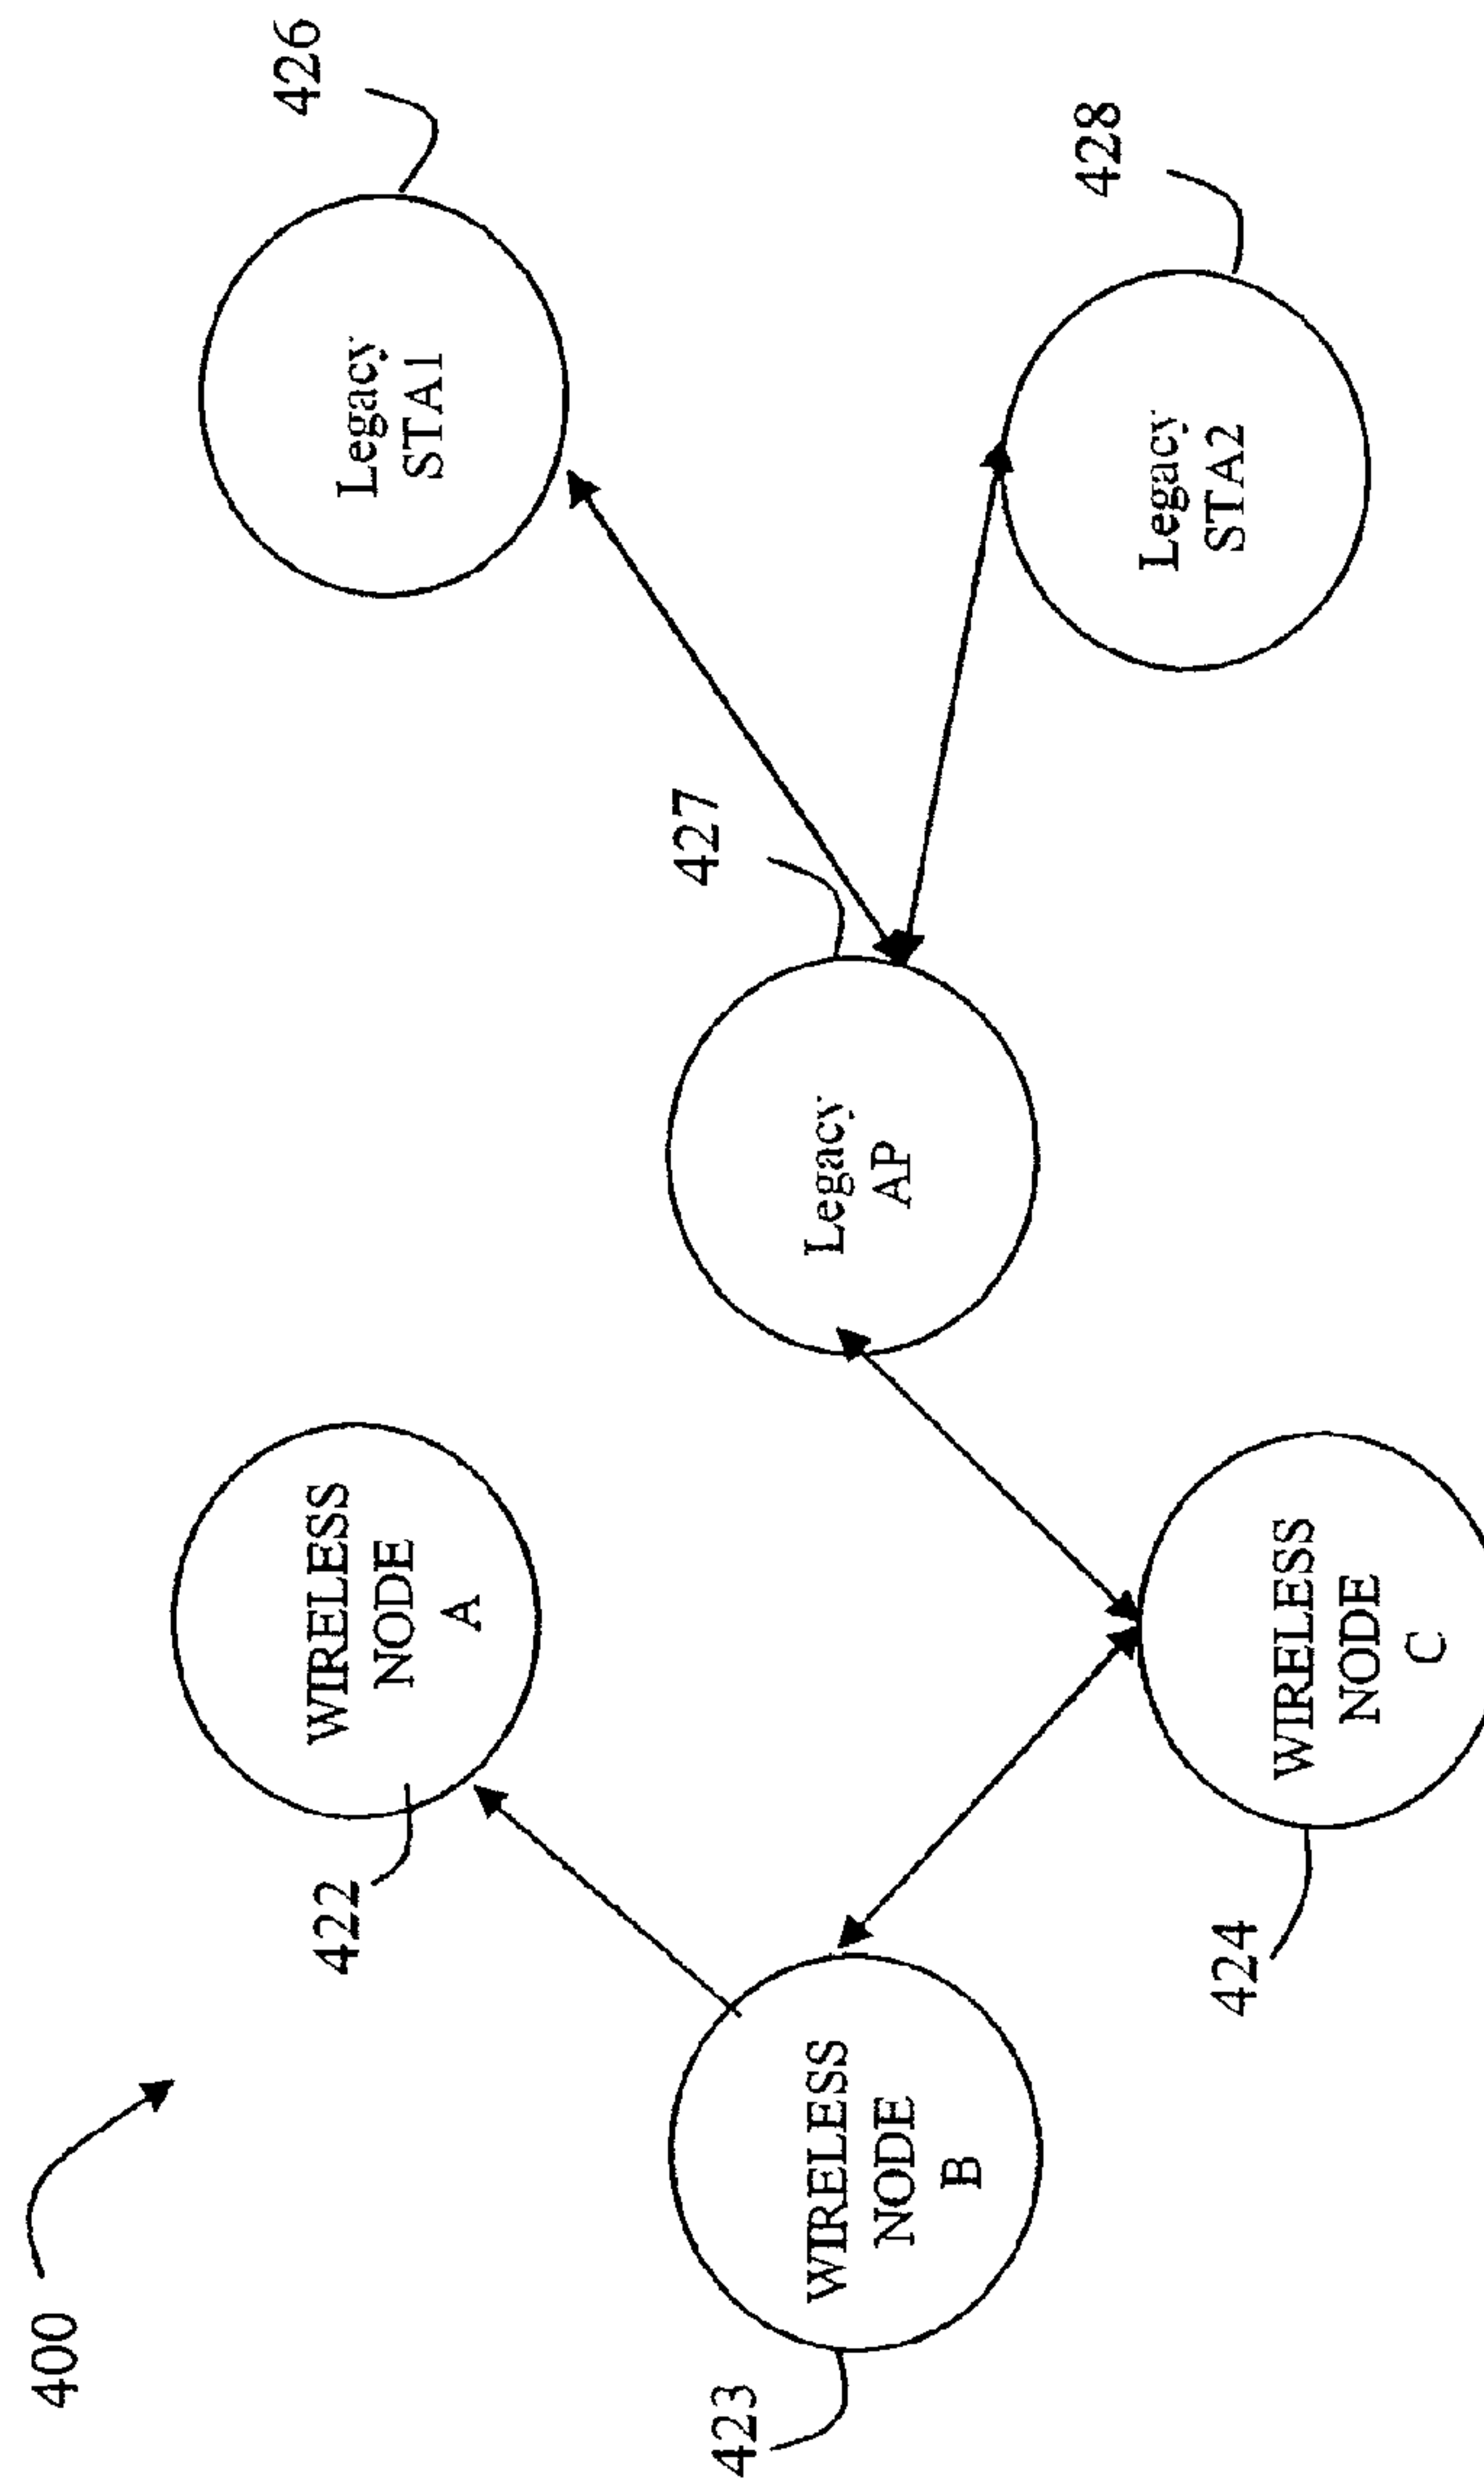 400
422
WIRELESS
NODE
A
426
Legacy
STA1
423
WIRELESS
NODE
B
427
Legacy
AP
424
WIRELESS
NODE
C
428
Legacy
STA2